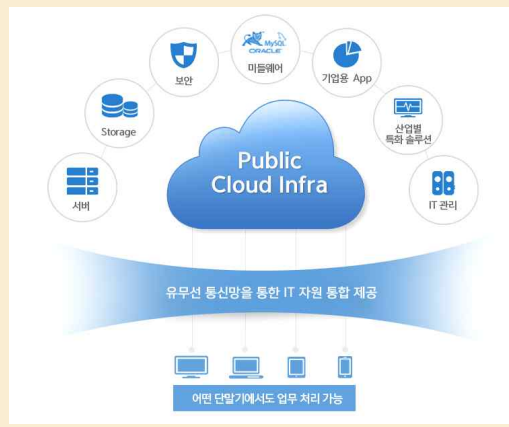 서버
Storage
보안
MySQL
ORACLE
미들웨어
기업용 App
산업별
특화 솔루션
IT 관리
Public
Cloud Infra
유무선 통신망을 통한 IT 자원 통합 제공
어떤 단말기에서도 업무 처리 가능